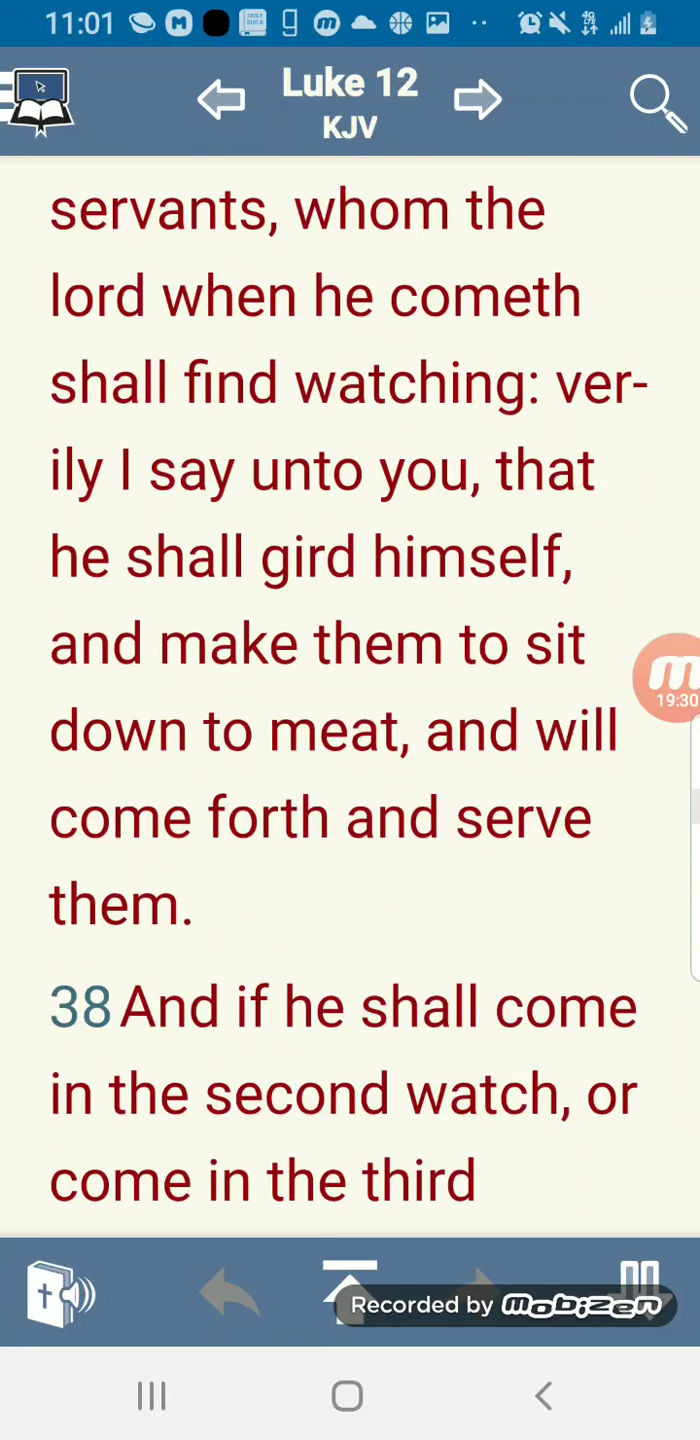 11:01
Luke 12
KJV
servants, whom the
lord when he cometh
shall find watching: ver-
ily I say unto you, that
he shall gird himself,
and make them to sit
down to meat, and will
come forth and serve
them.
38 And if he shall come
in the second watch, or
come in the third
19:30
Recorded by mobizen